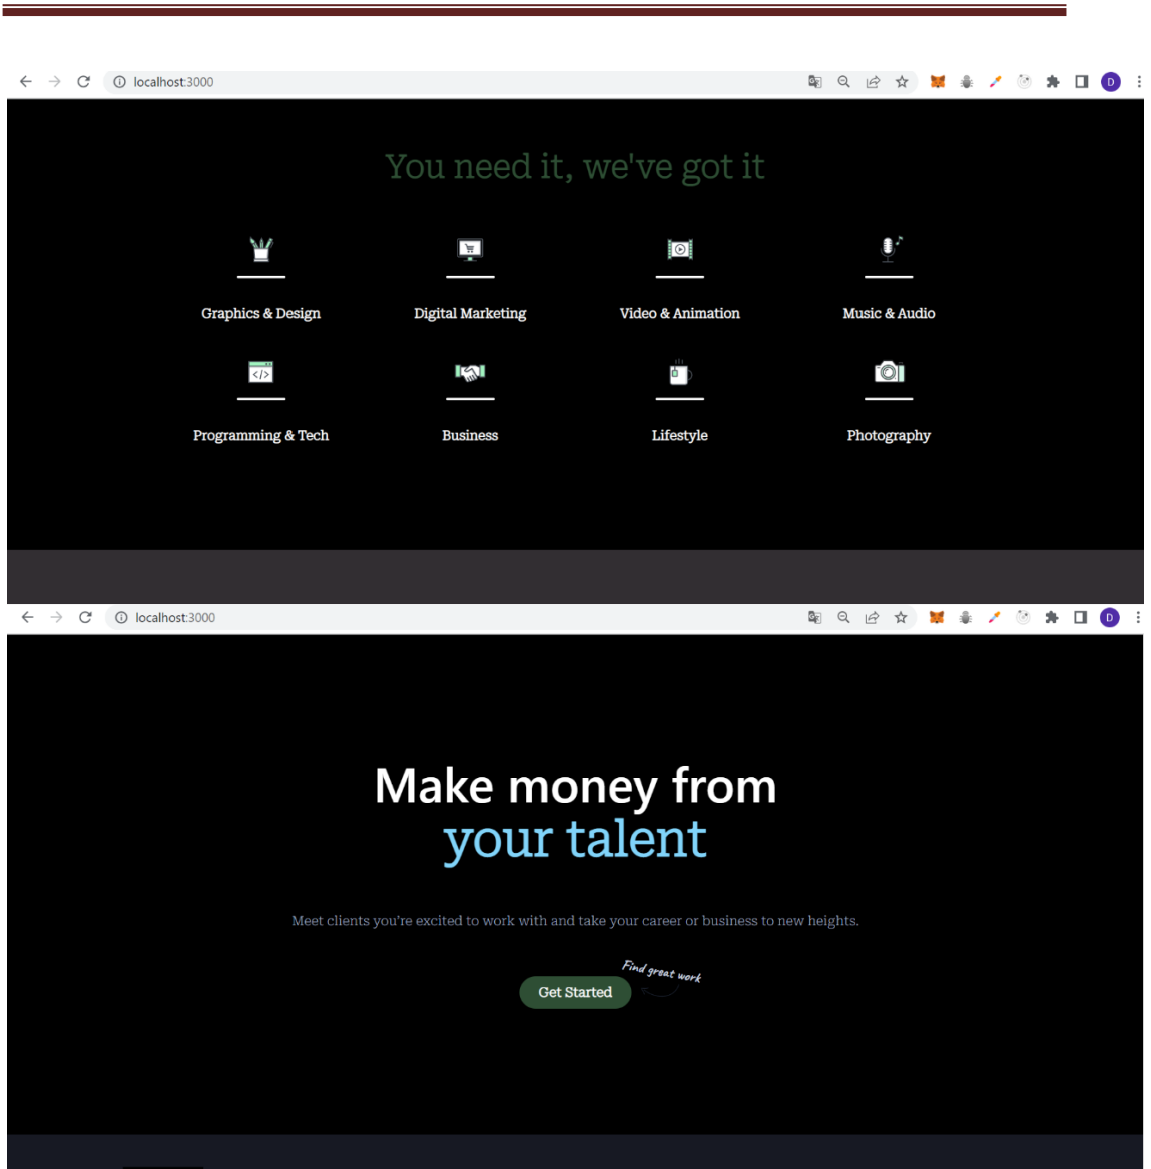 localhost:3000
D
You need it, we've got it
Graphics & Design
Digital Marketing
Video & Animation
Music & Audio
</>
Programming & Tech
Business
Lifestyle
Photography
localhost:3000
D
Make money from
your talent
Meet clients you're excited to work with and take your career or business to new heights.
Find great work
Get Started